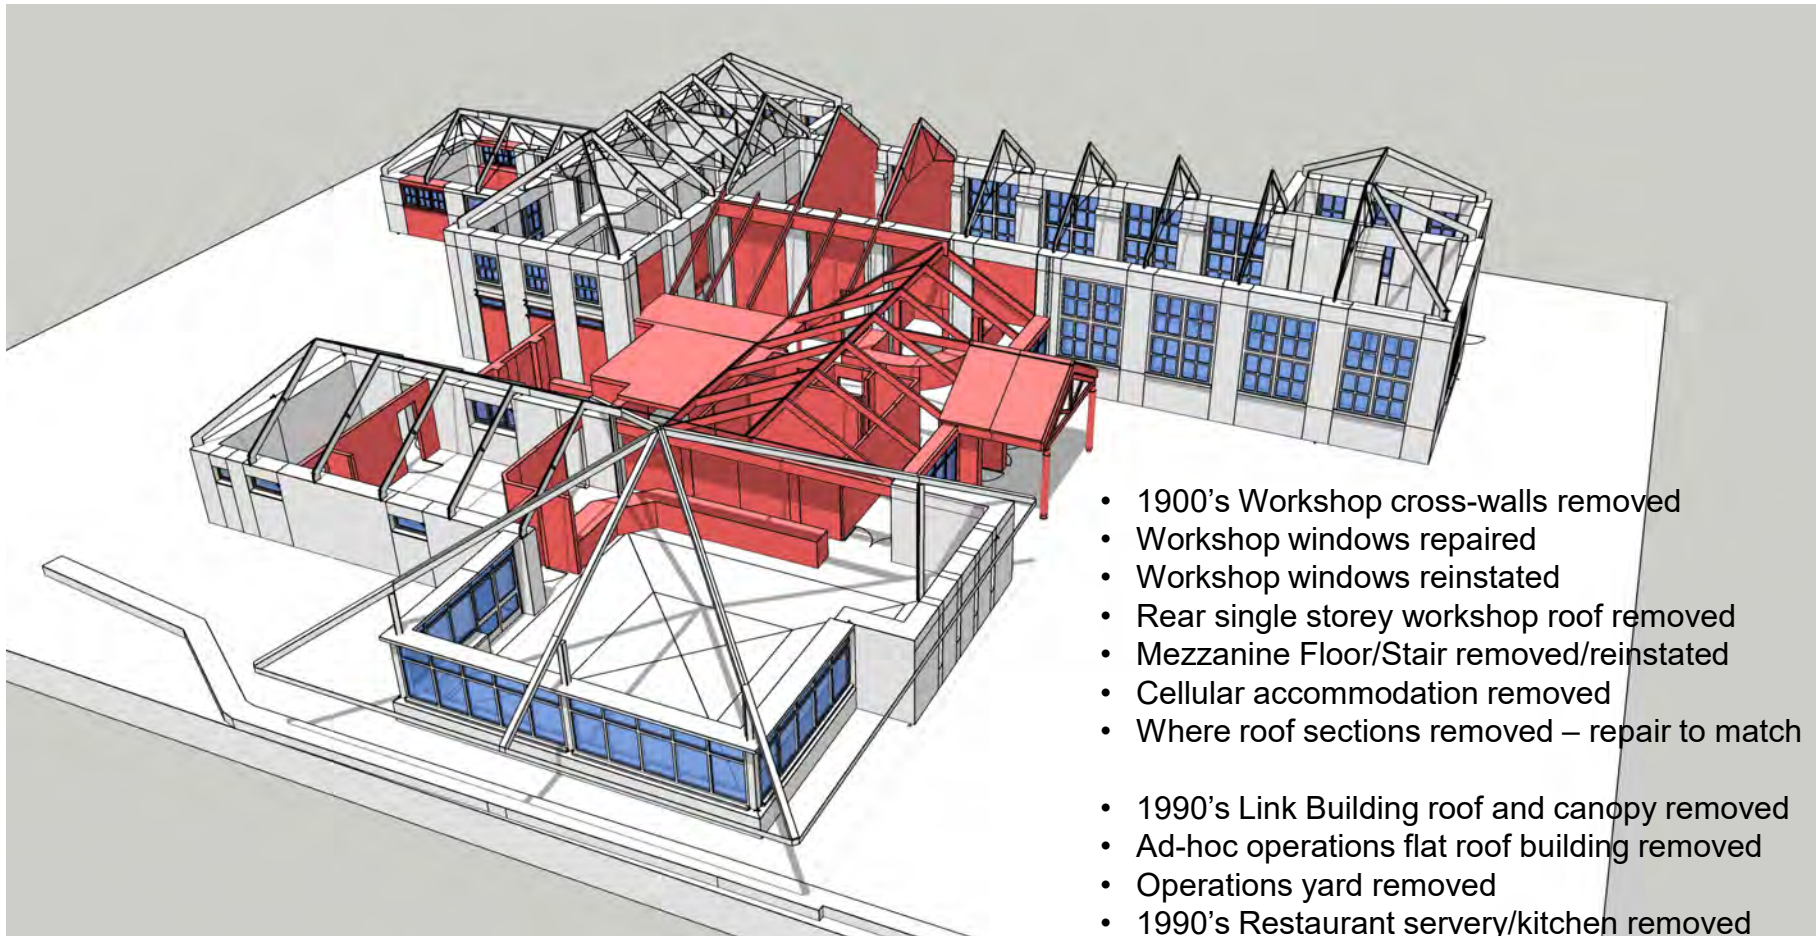 • 1900's Workshop cross-walls removed
• Workshop windows repaired
• Workshop windows reinstated
• Rear single storey workshop roof removed
• Mezzanine Floor/Stair removed/reinstated
• Cellular accommodation removed
• Where roof sections removed – repair to match
• 1990's Link Building roof and canopy removed
• Ad-hoc operations flat roof building removed
• Operations yard removed
• 1990's Restaurant servery/kitchen removed